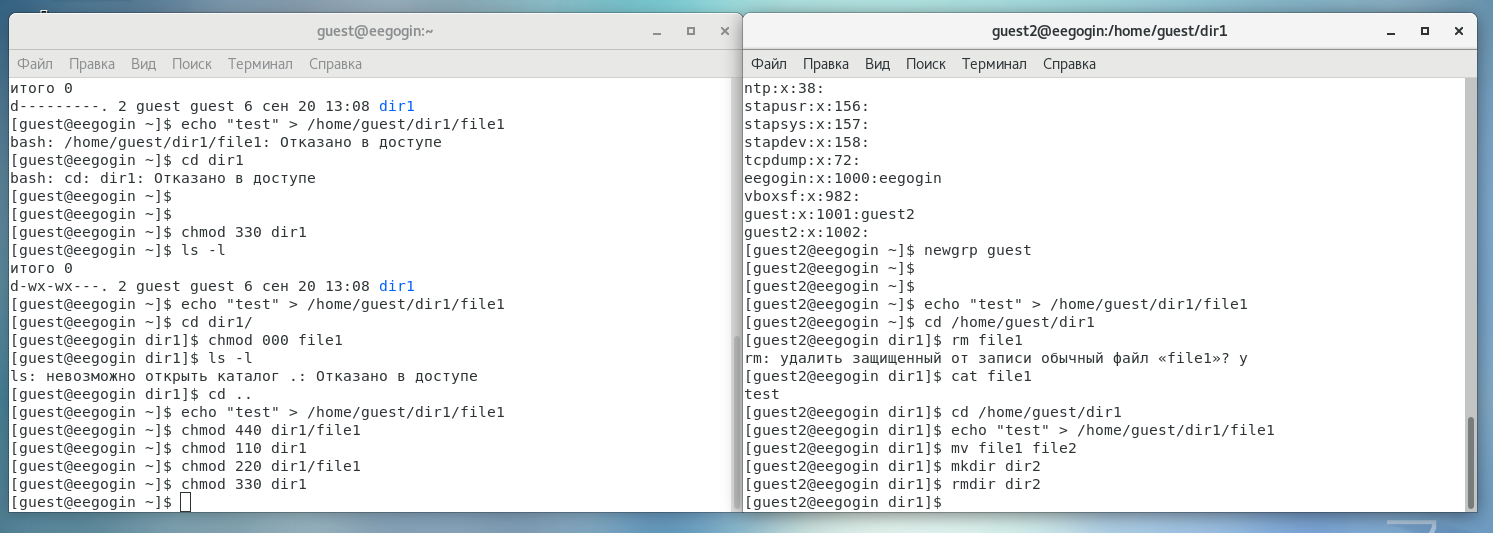 guest@eegogin:~
Файл Правка Вид Поиск Терминал Справка
итого 0
d---------. 2 guest guest 6 сен 20 13:08 dir1
[guest@eegogin ~]$ echo "test" > /home/guest/dir1/file1
bash: /home/guest/dir1/file1: Отказано в доступе
[guest@eegogin ~]$ cd dir1
bash: cd: dir1: Отказано в доступе
[guest@eegogin ~]$
[guest@eegogin ~]$
[guest@eegogin ~]$ chmod 330 dir1
[guest@eegogin ~]$ ls -l
итого 0
d-wx-wx---. 2 guest guest 6 сен 20 13:08 dir1
[guest@eegogin ~]$ echo "test" > /home/guest/dir1/file1
[guest@eegogin ~]$ cd dir1/
[guest@eegogin dir1]$ chmod 000 file1
[guest@eegogin dir1]$ ls -l
ls: невозможно открыть каталог .: Отказано в доступе
[guest@eegogin dir1]$ cd ..
[guest@eegogin ~]$ echo "test" > /home/guest/dir1/file1
[guest@eegogin ~]$ chmod 440 dir1/file1
[guest@eegogin ~]$ chmod 110 dir1
[guest@eegogin ~]$ chmod 220 dir1/file1
[guest@eegogin ~]$ chmod 330 dir1
[guest@eegogin ~]$
guest2@eegogin:/home/guest/dir1
Файл Правка Вид Поиск Терминал Справка
ntp:x:38:
stapusr:x:156:
stapsys:x:157:
stapdev:x:158:
tcpdump:x:72:
eegogin:x:1000:eegogin
vboxsf:x:982:
guest:x:1001:guest2
guest2:x:1002:
[guest2@eegogin ~]$ newgrp guest
[guest2@eegogin ~]$
[guest2@eegogin ~]$
[guest2@eegogin ~]$ echo "test" > /home/guest/dir1/file1
[guest2@eegogin ~]$ cd /home/guest/dir1
[guest2@eegogin dir1]$ rm file1
rm: удалить защищенный от записи обычный файл «file1»? y
[guest2@eegogin dir1]$ cat file1
test
[guest2@eegogin dir1]$ cd /home/guest/dir1
[guest2@eegogin dir1]$ echo "test" > /home/guest/dir1/file1
[guest2@eegogin dir1]$ mv file1 file2
[guest2@eegogin dir1]$ mkdir dir2
[guest2@eegogin dir1]$ rmdir dir2
[guest2@eegogin dir1]$